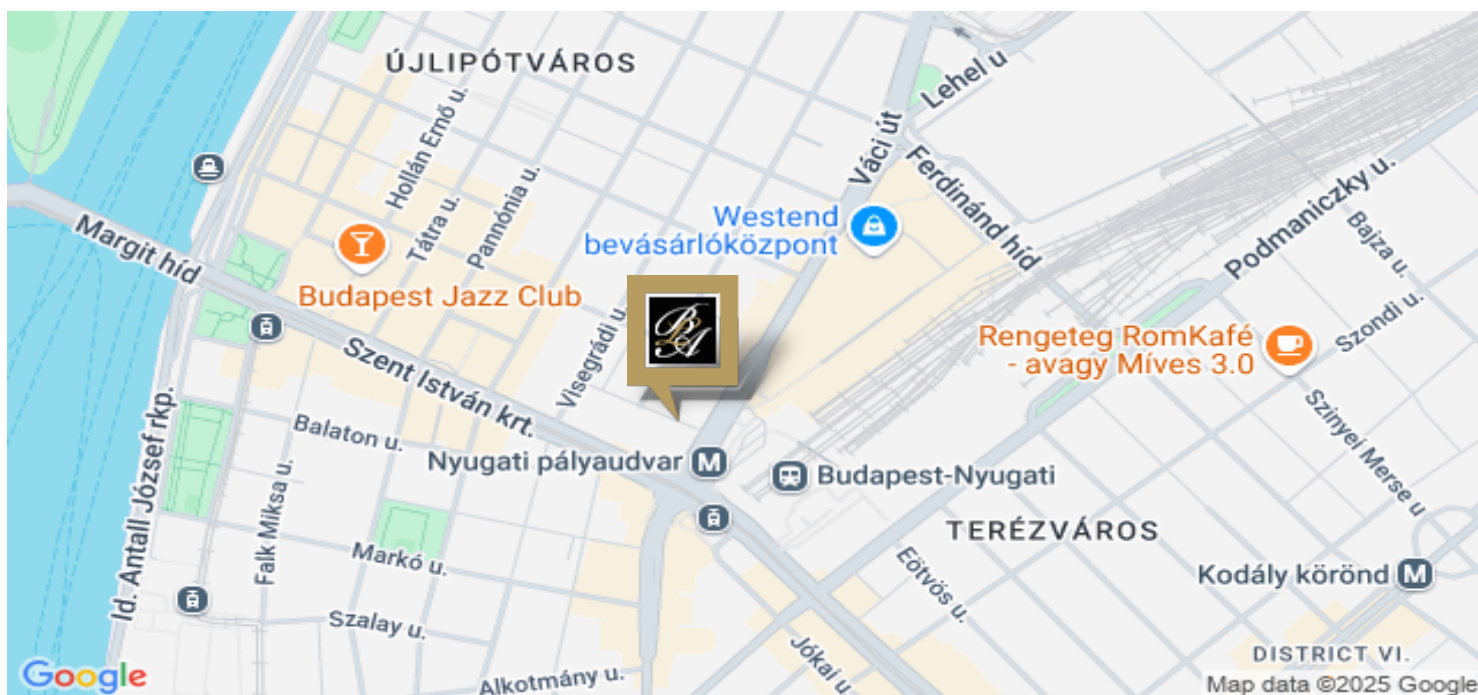 ÚJLIPÓTVÁROS
Lehel u
Hollán Ernő u.
Váci út
Tátra u.
Pannónia u.
Ferdinánd híd
Podmaniczky u.
Bajza u.
Margit híd
Westend
bevásárlóközpont
Budapest Jazz Club
Visegrádi u.
B
2
A
Szondi u.
Rengeteg RomKafé
- avagy Míves 3.0
Szent István krt.
Szinyei Merse u
Id. Antall József rkp.
Balaton u.
Nyugati pályaudvar
M
Budapest-Nyugati
Falk Miksa u.
TERÉZVÁROS
Markó u.
Eötvös u.
Kodály körönd
M
Szalay u.
Jókai u
DISTRICT VI.
Google
Alkotmány u.
Map data ©2025 Google